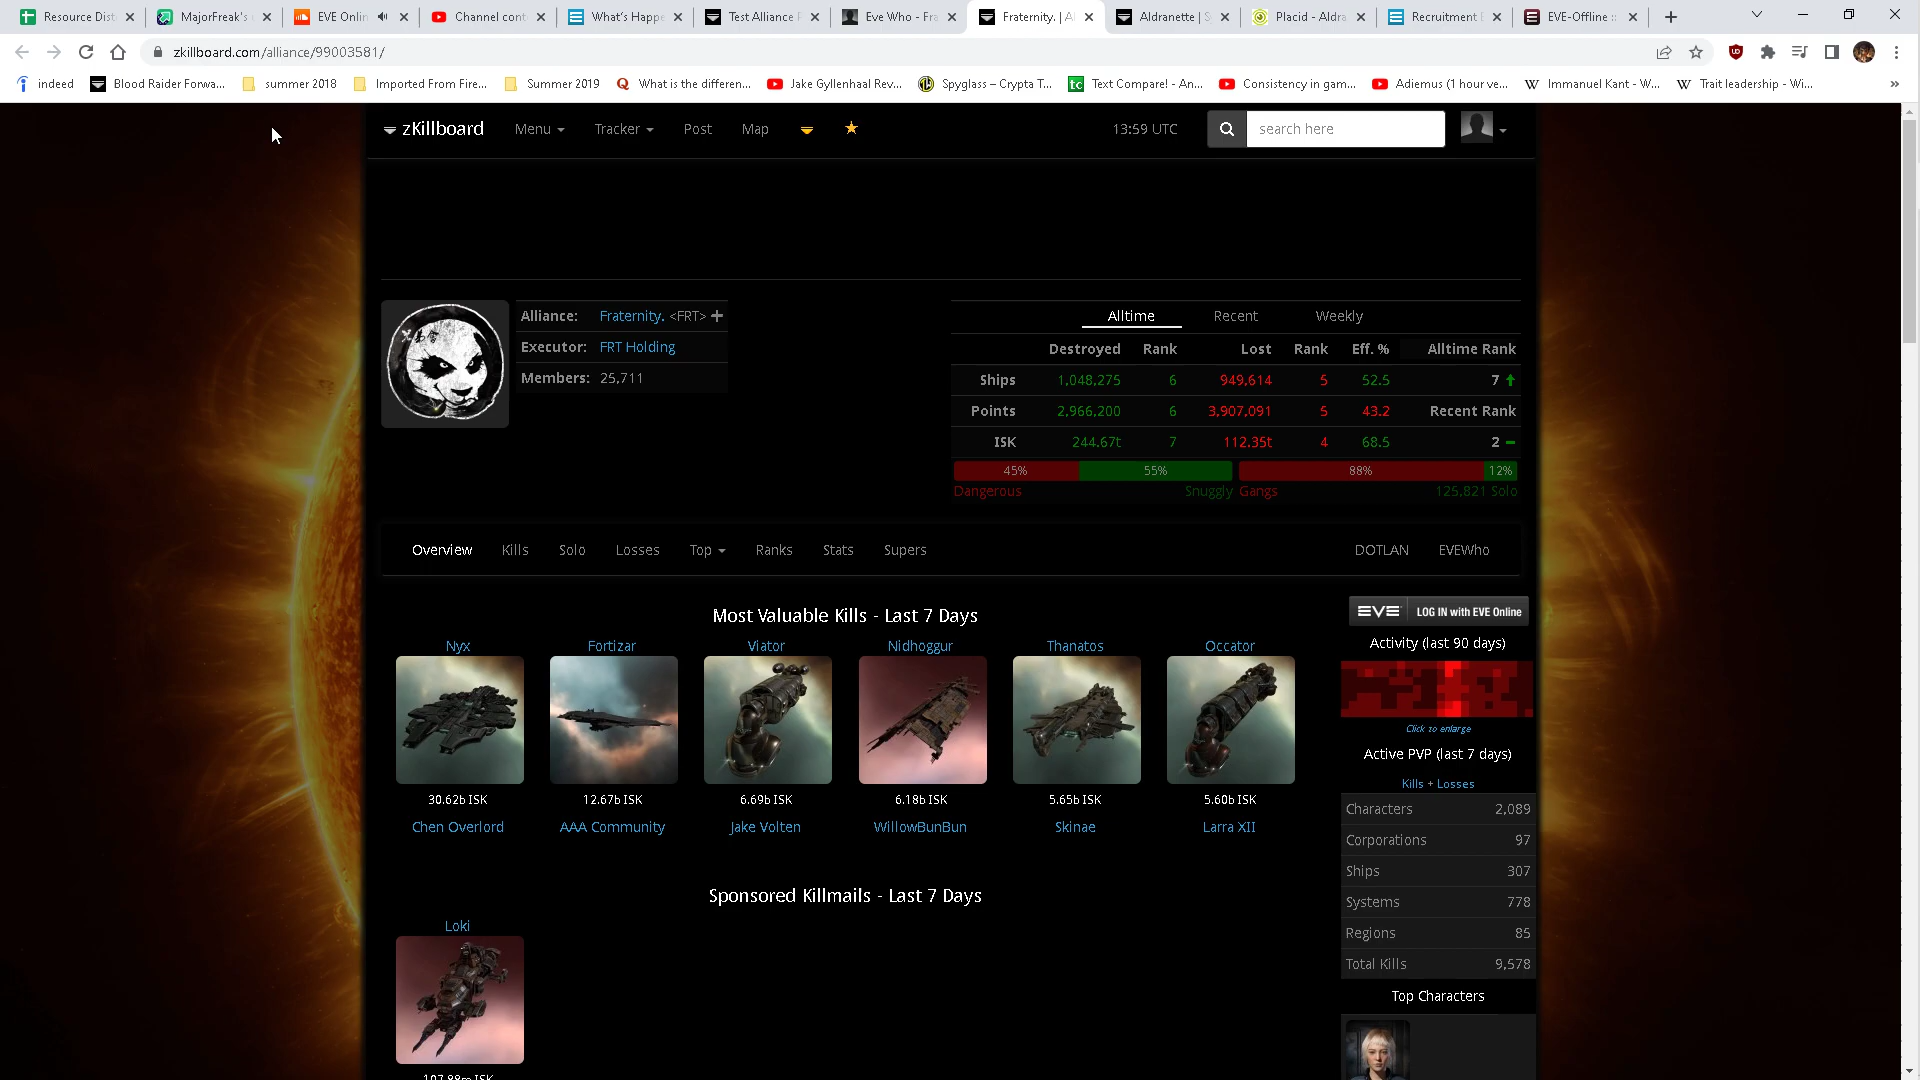 Resource Dist
MajorFreak's
EVE Onlin
Channel cont
What's Happe
Test Alliance P
Eve Who - Fra
Fraternity. | A
Aldranette | S
Placid - Aldra
Recruitment
EVE-Offline ::
zkillboard.com/alliance/99003581/
indeed
Blood Raider Forwa...
summer 2018
Imported From Fire...
Summer 2019
What is the differen...
Jake Gyllenhaal Rev...
Spyglass – Crypta T...
Text Compare! - An...
Consistency in gam...
Adiemus (1 hour ve...
Immanuel Kant - W...
Trait leadership - Wi...
zKillboard Menu Tracker Post Map 13:59 UTC search here
Alliance: Fraternity. <FRT>
Executor: FRT Holding
Members: 25,711
Alltime Recent Weekly
Destroyed Rank Lost Rank Eff. % Alltime Rank
Ships 1,048,275 6 949,614 5 52.5 7
Points 2,966,200 6 3,907,091 5 43.2 Recent Rank
ISK 244.67t 7 112.35t 4 68.5 2
45% 55% 88% 12%
Dangerous Snuggly Gangs 125,821 Solo
Overview Kills Solo Losses Top Ranks Stats Supers DOTLAN EVEWho
Most Valuable Kills - Last 7 Days
Nyx Fortizar Viator Nidhoggur Thanatos Occator
30.62b ISK 12.67b ISK 6.69b ISK 6.18b ISK 5.65b ISK 5.60b ISK
Chen Overlord AAA Community Jake Volten WillowBunBun Skinae Larra XII
Sponsored Killmails - Last 7 Days
Loki
107.88m ISK
EVE LOG IN with EVE Online
Activity (last 90 days)
Click to enlarge
Active PVP (last 7 days)
Kills + Losses
Characters 2,089
Corporations 97
Ships 307
Systems 778
Regions 85
Total Kills 9,578
Top Characters